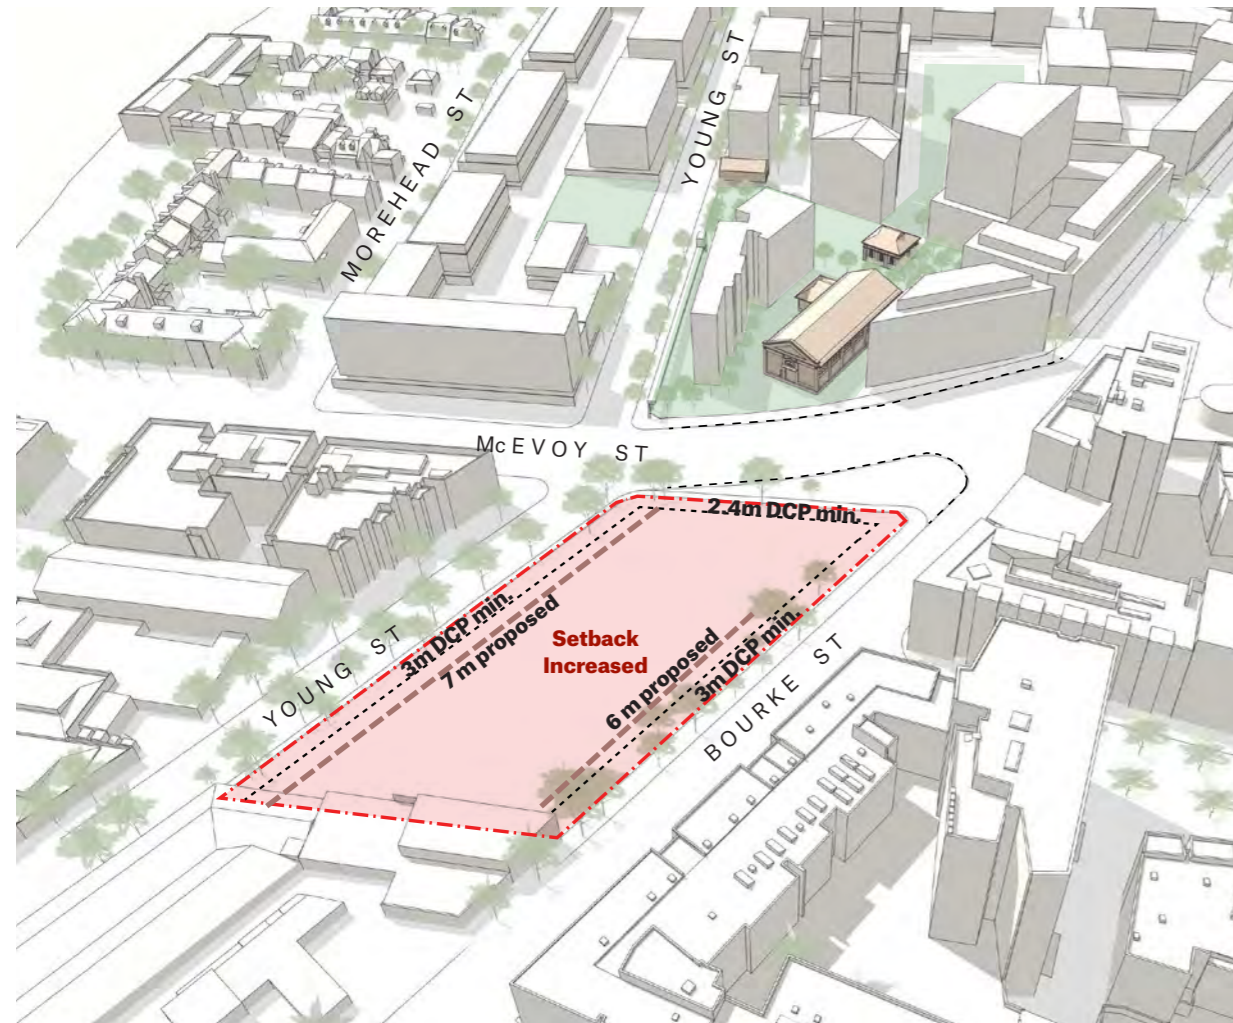 YOUNG ST
MOREHEAD ST
McEVOY ST
2.4m DCP min.
3m DCP min.
7m proposed
Setback
Increased
6 m proposed
3m DCP min.
YOUNG ST
BOURKE ST